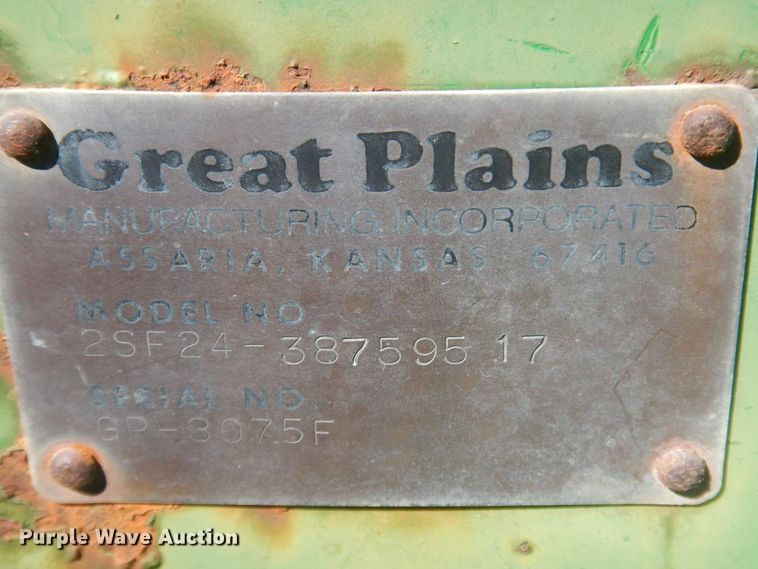 Great Plains
MANUFACTURING INCORPORATED
ASSARIA, KANSAS 67416
MODEL NO
2SF24-387595 17
SERIAL NO.
GP-3075F
Purple Wave Auction